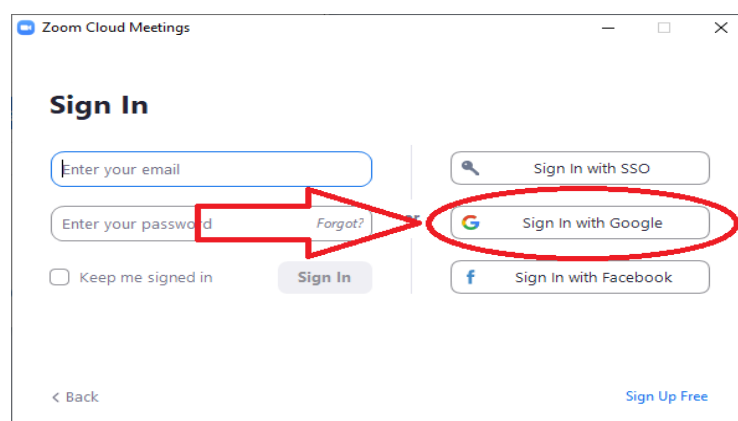 Zoom Cloud Meetings
Sign In
Enter your email
Enter your password
Forgot?
Keep me signed in
Sign In
or
Sign In with SSO
Sign In with Google
Sign In with Facebook
< Back
Sign Up Free